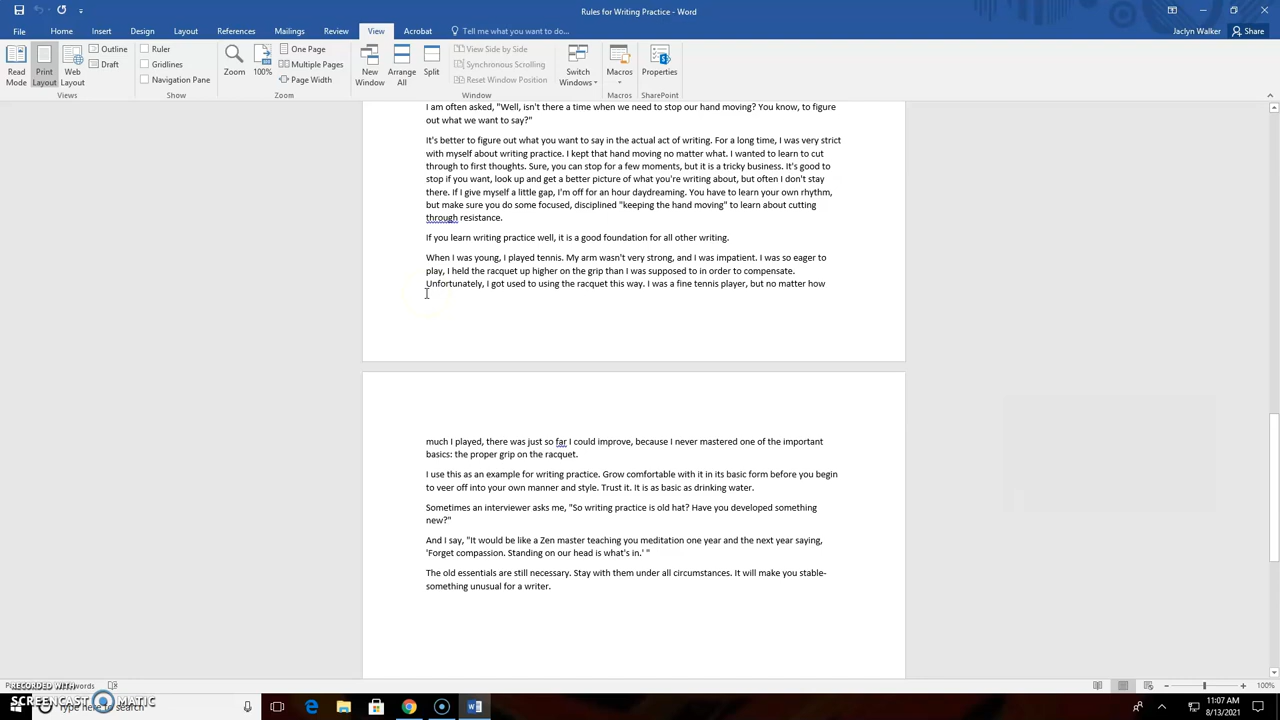 Rules for Writing Practice - Word
File Home Insert Design Layout References Mailings Review View Acrobat Tell me what you want to do... Jaclyn Walker Share
Read Mode
Print Layout
Web Layout
Outline
Draft
Views
Ruler
Gridlines
Navigation Pane
Show
Zoom
100%
One Page
Multiple Pages
Page Width
Zoom
New Window
Arrange All
Split
View Side by Side
Synchronous Scrolling
Reset Window Position
Window
Switch Windows
Macros
Macros
Properties
SharePoint
I am often asked, "Well, isn't there a time when we need to stop our hand moving? You know, to figure
out what we want to say?"
It's better to figure out what you want to say in the actual act of writing. For a long time, I was very strict
with myself about writing practice. I kept that hand moving no matter what. I wanted to learn to cut
through to first thoughts. Sure, you can stop for a few moments, but it is a tricky business. It's good to
stop if you want, look up and get a better picture of what you're writing about, but often I don't stay
there. If I give myself a little gap, I'm off for an hour daydreaming. You have to learn your own rhythm,
but make sure you do some focused, disciplined "keeping the hand moving" to learn about cutting
through resistance.
If you learn writing practice well, it is a good foundation for all other writing.
When I was young, I played tennis. My arm wasn't very strong, and I was impatient. I was so eager to
play, I held the racquet up higher on the grip than I was supposed to in order to compensate.
Unfortunately, I got used to using the racquet this way. I was a fine tennis player, but no matter how
much I played, there was just so far I could improve, because I never mastered one of the important
basics: the proper grip on the racquet.
I use this as an example for writing practice. Grow comfortable with it in its basic form before you begin
to veer off into your own manner and style. Trust it. It is as basic as drinking water.
Sometimes an interviewer asks me, "So writing practice is old hat? Have you developed something
new?"
And I say, "It would be like a Zen master teaching you meditation one year and the next year saying,
'Forget compassion. Standing on our head is what's in.' "
The old essentials are still necessary. Stay with them under all circumstances. It will make you stable-
something unusual for a writer.
words
100%
RECORDED WITH
SCREENCAST MATIC
Type here to search
11:07 AM
8/13/2021